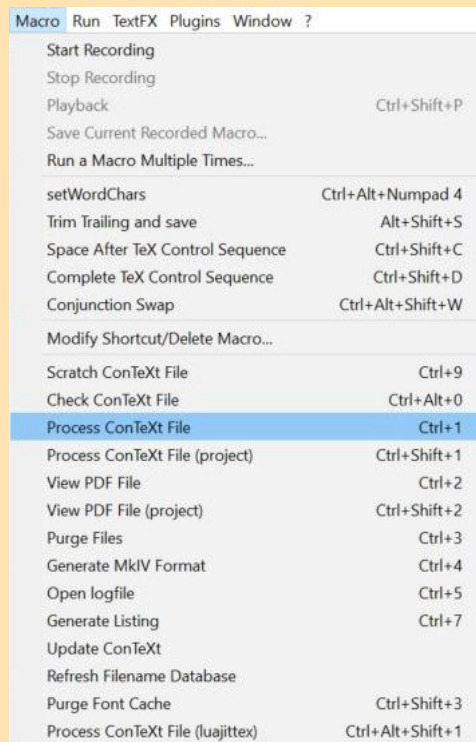 Macro Run TextFX Plugins Window ?
Start Recording
Stop Recording
Playback Ctrl+Shift+P
Save Current Recorded Macro...
Run a Macro Multiple Times...
setWordChars Ctrl+Alt+Numpad 4
Trim Trailing and save Alt+Shift+S
Space After TeX Control Sequence Ctrl+Shift+C
Complete TeX Control Sequence Ctrl+Shift+D
Conjunction Swap Ctrl+Alt+Shift+W
Modify Shortcut/Delete Macro...
Scratch ConTeXt File Ctrl+9
Check ConTeXt File Ctrl+Alt+0
Process ConTeXt File Ctrl+1
Process ConTeXt File (project) Ctrl+Shift+1
View PDF File Ctrl+2
View PDF File (project) Ctrl+Shift+2
Purge Files Ctrl+3
Generate MkIV Format Ctrl+4
Open logfile Ctrl+5
Generate Listing Ctrl+7
Update ConTeXt
Refresh Filename Database
Purge Font Cache Ctrl+Shift+3
Process ConTeXt File (luajittex) Ctrl+Alt+Shift+1